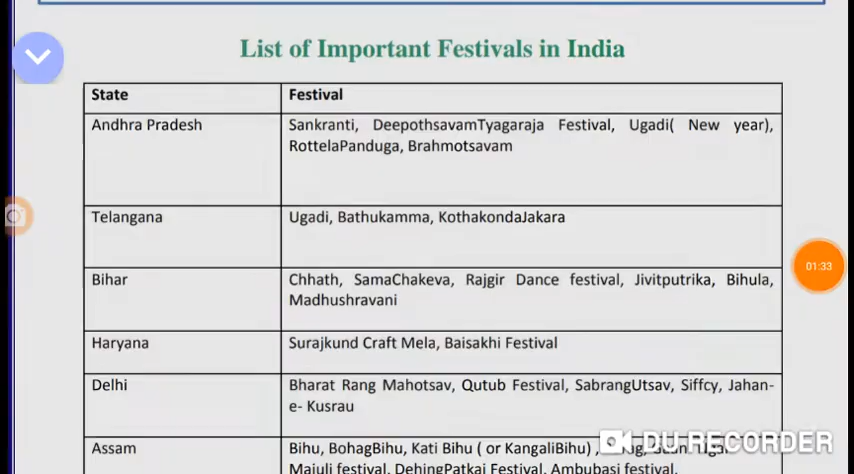 List of Important Festivals in India
State Festival
Andhra Pradesh Sankranti, DeepothsavamTyagaraja Festival, Ugadi( New year),
RottelaPanduga, Brahmotsavam
Telangana Ugadi, Bathukamma, KothakondaJakara
Bihar Chhath, SamaChakeva, Rajgir Dance festival, Jivitputrika, Bihula,
Madhushravani
Haryana Surajkund Craft Mela, Baisakhi Festival
Delhi Bharat Rang Mahotsav, Qutub Festival, SabrangUtsav, Siffcy, Jahan-
e- Kusrau
Assam Bihu, BohagBihu, Kati Bihu ( or KangaliBihu) ,
Majuli festival, DehingPatkai Festival, Ambubasi festival,
01:33
DU RECORDER